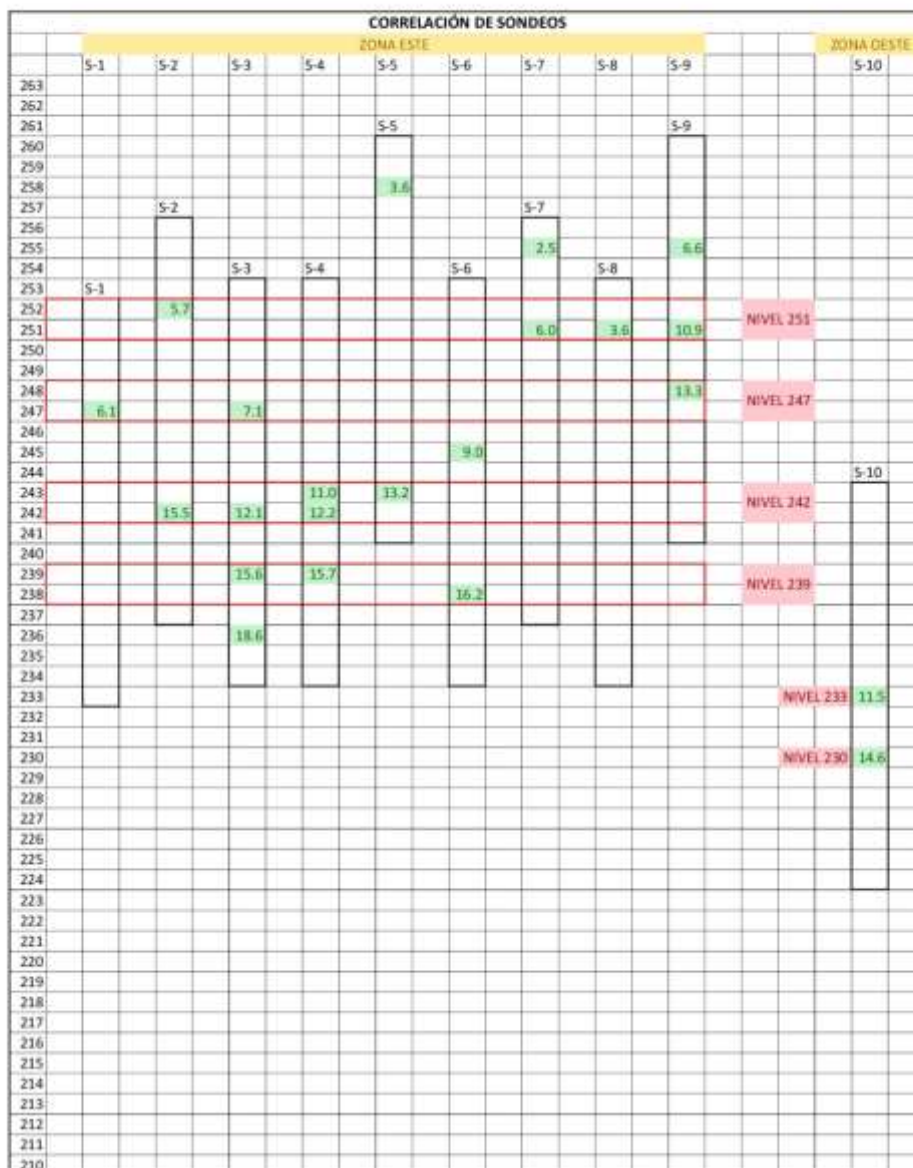 CORRELACIÓN DE SONDEOS
ZONA ESTE ZONA OESTE
S-1 S-2 S-3 S-4 S-5 S-6 S-7 S-8 S-9 S-10
263
262
261 S-5 S-9
260
259
258 3.6
257 S-2 S-7
256
255 2.5 6.6
254 S-3 S-4 S-6 S-8
253 S-1
252 5.7
NIVEL 251
251 6.0 3.6 10.9
250
249
248 13.3
NIVEL 247
247 6.1 7.1
246
245 9.0
244 S-10
243 11.0 13.2
NIVEL 242
242 15.5 12.1 12.2
241
240
239 15.6 15.7
NIVEL 239
238 16.2
237
236 18.6
235
234
233 NIVEL 233 11.5
232
231
230 NIVEL 230 14.6
229
228
227
226
225
224
223
222
221
220
219
218
217
216
215
214
213
212
211
210